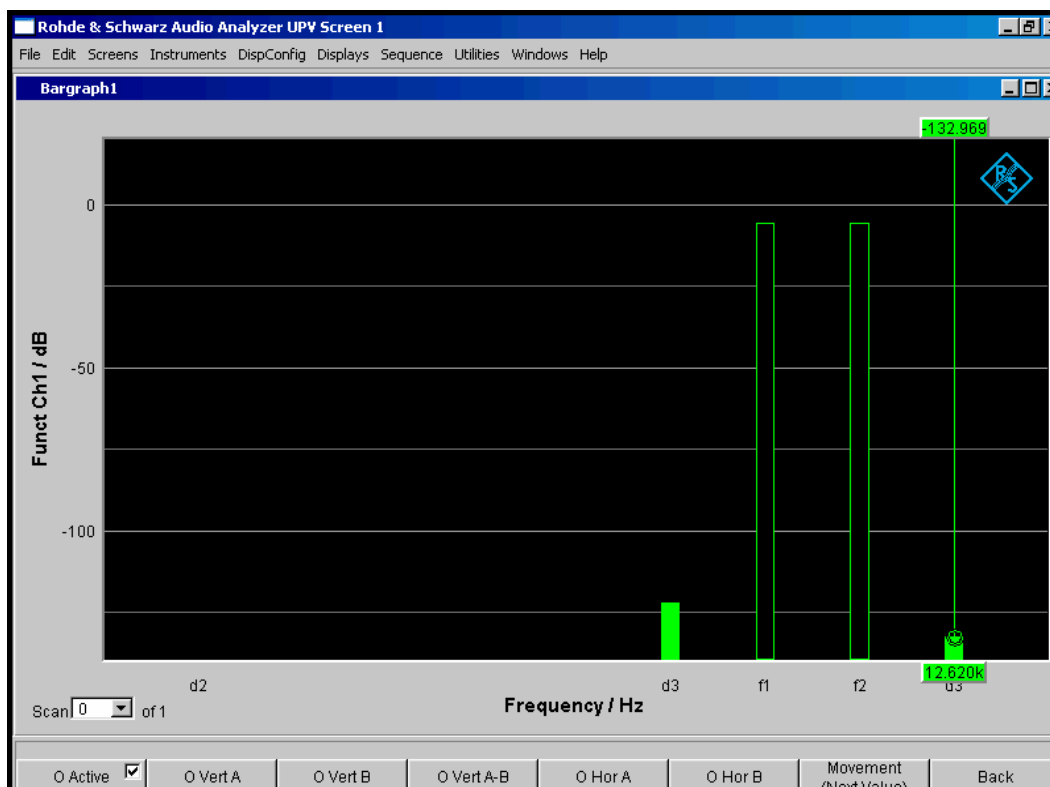 Rohde & Schwarz Audio Analyzer UPV Screen 1
File Edit Screens Instruments DispConfig Displays Sequence Utilities Windows Help
Bargraph1
-132.969
R S
0
-50
-100
Funct Ch1 / dB
12.620k
d2 d3 f1 f2 d3
Frequency / Hz
Scan 0 of 1
O Active O Vert A O Vert B O Vert A-B O Hor A O Hor B Movement Back
(Next Value)